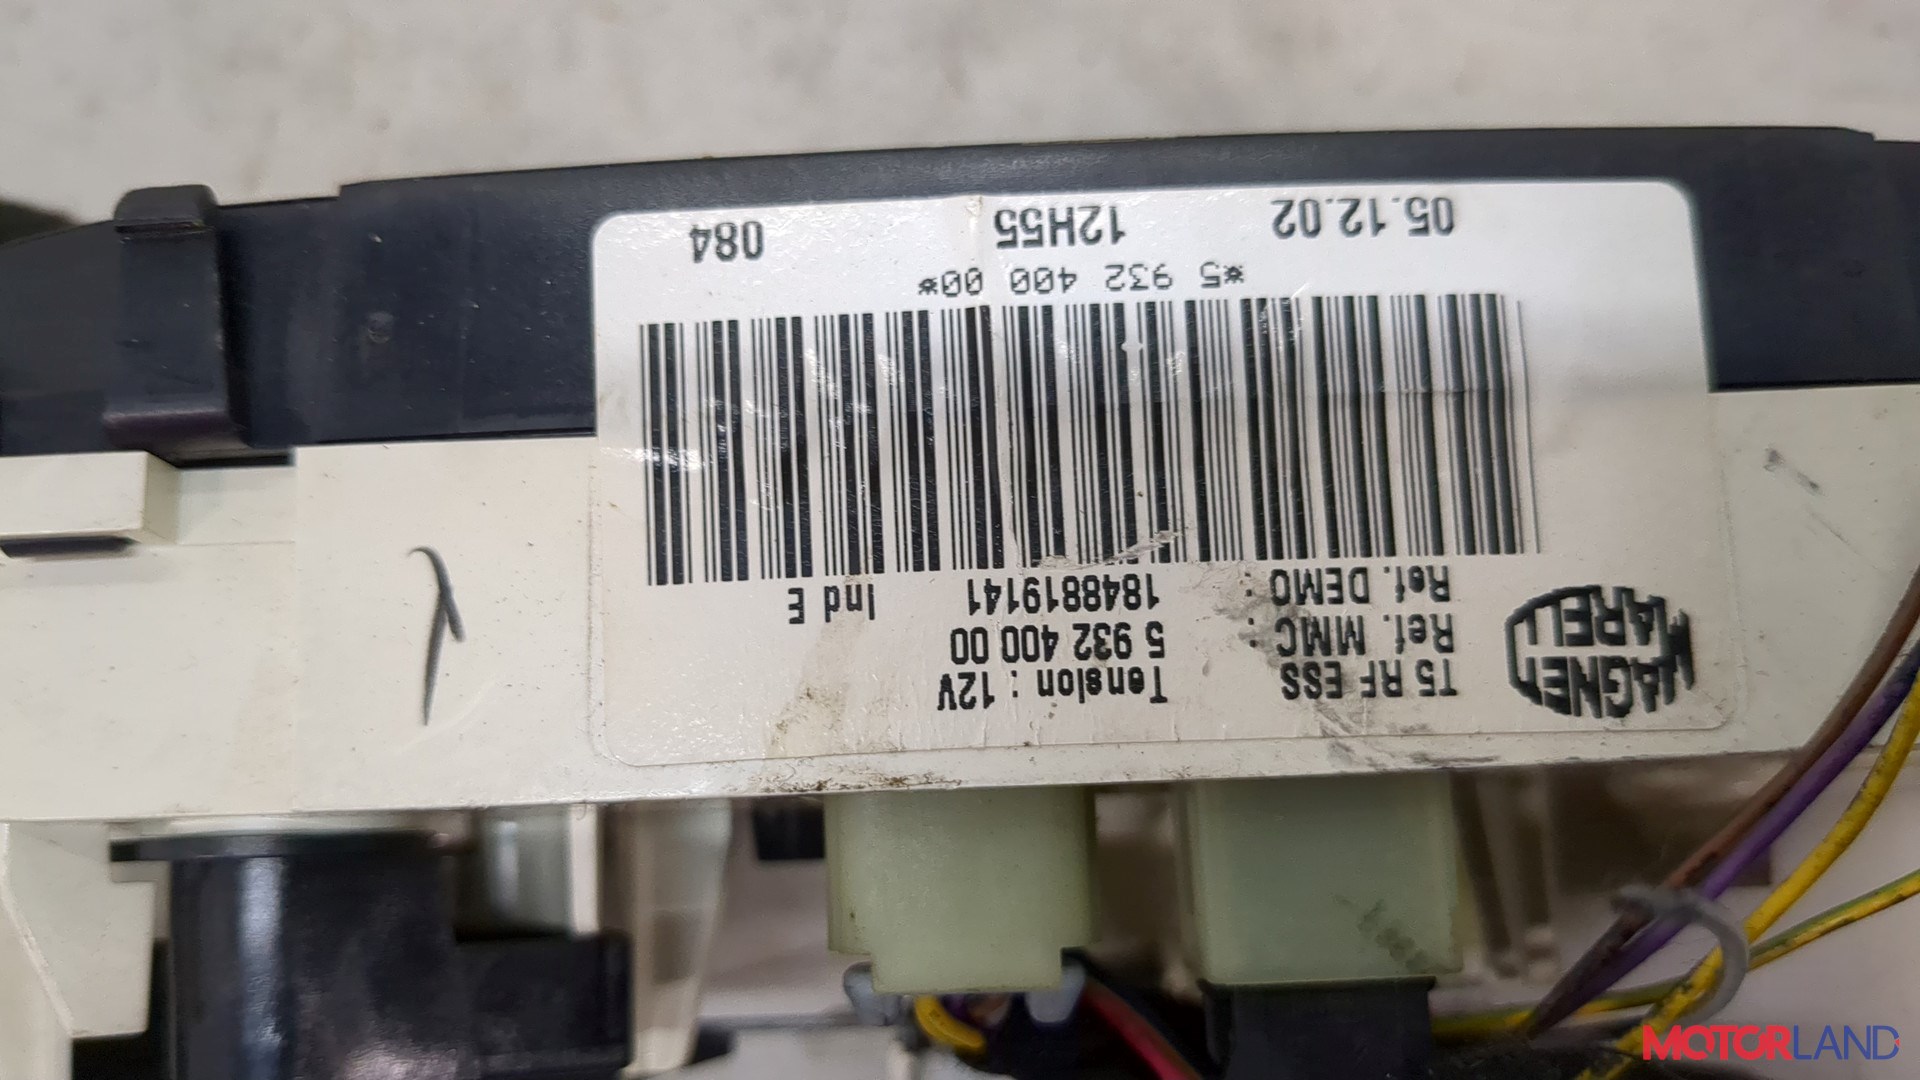 MAGNETI
MARELLI
T5 RF ESS Tension : 12V
Ref. MMC : 5 932 400 00
Ref. DEMO : 1848819141 Ind E
*5 932 400 00*
05.12.02 12H55 084
MOTORLAND